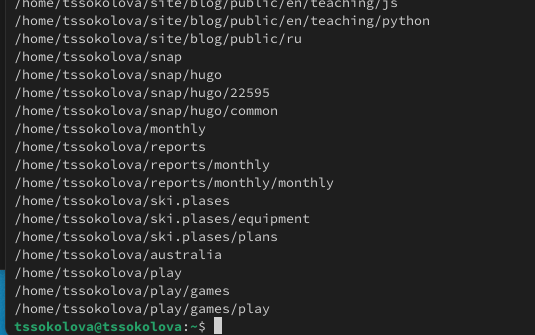 /home/tssokolova/site/blog/public/en/teaching/js
/home/tssokolova/site/blog/public/en/teaching/python
/home/tssokolova/site/blog/public/ru
/home/tssokolova/snap
/home/tssokolova/snap/hugo
/home/tssokolova/snap/hugo/22595
/home/tssokolova/snap/hugo/common
/home/tssokolova/monthly
/home/tssokolova/reports
/home/tssokolova/reports/monthly
/home/tssokolova/reports/monthly/monthly
/home/tssokolova/ski.plases
/home/tssokolova/ski.plases/equipment
/home/tssokolova/ski.plases/plans
/home/tssokolova/australia
/home/tssokolova/play
/home/tssokolova/play/games
/home/tssokolova/play/games/play
tssokolova@tssokolova:~$